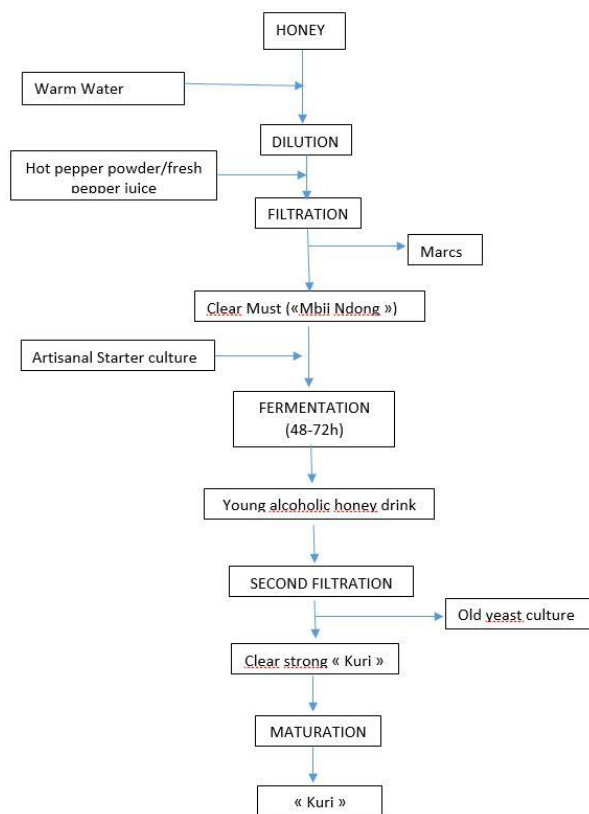 HONEY
Warm Water
DILUTION
Hot pepper powder/fresh
pepper juice
FILTRATION
Marcs
Clear Must («Mbii Ndong »)
Artisanal Starter culture
FERMENTATION
(48-72h)
Young alcoholic honey drink
SECOND FILTRATION
Old yeast culture
Clear strong « Kuri »
MATURATION
« Kuri »